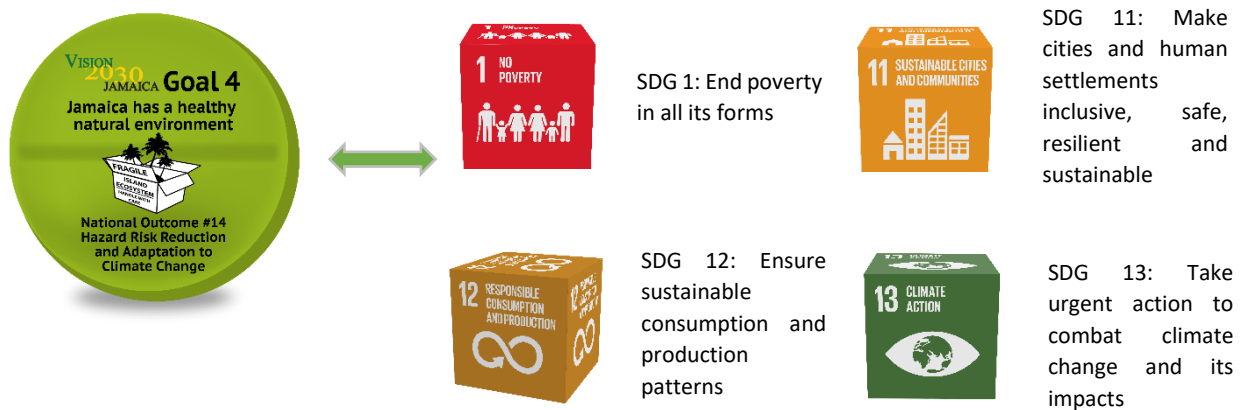 VISION
2030
JAMAICA Goal 4
Jamaica has a healthy
natural environment
FRAGILE
ISLAND
ECOSYSTEM
HANDLE WITH
CARE
National Outcome #14
Hazard Risk Reduction
and Adaptation to
Climate Change
1 NO
POVERTY
SDG 1: End poverty
in all its forms
11 SUSTAINABLE CITIES
AND COMMUNITIES
SDG 11: Make
cities and human
settlements
inclusive, safe,
resilient and
sustainable
12 RESPONSIBLE
CONSUMPTION
AND PRODUCTION
SDG 12: Ensure
sustainable
consumption and
production
patterns
13 CLIMATE
ACTION
SDG 13: Take
urgent action to
combat climate
change and its
impacts